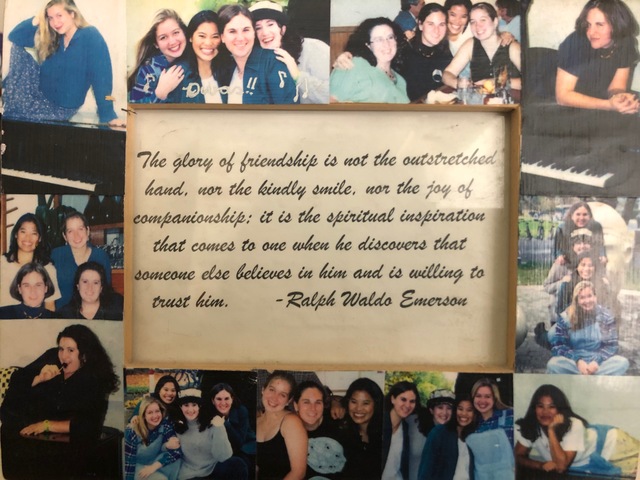 Divas!!
The glory of friendship is not the outstretched
hand, nor the kindly smile, nor the joy of
companionship; it is the spiritual inspiration
that comes to one when he discovers that
someone else believes in him and is willing to
trust him. -Ralph Waldo Emerson